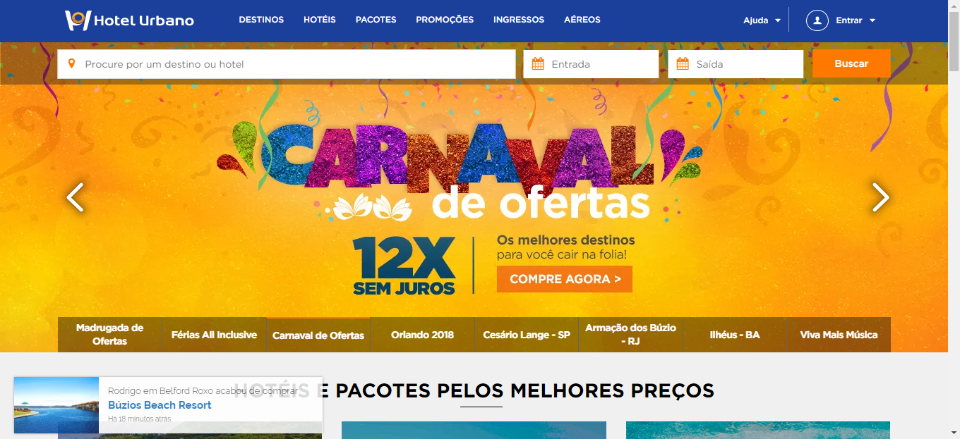 Hotel Urbano
DESTINOS HOTÉIS PACOTES PROMOÇÕES INGRESSOS AÉREOS
Ajuda Entrar
Procure por um destino ou hotel Entrada Saída Buscar
CARNAVAL
de ofertas
12X
SEM JUROS
Os melhores destinos
para você cair na folia!
COMPRE AGORA >
Madrugada de
Ofertas
Férias All Inclusive
Carnaval de Ofertas
Orlando 2018
Cesário Lange - SP
Armação dos Búzio
- RJ
Ilhéus - BA
Viva Mais Música
HOTÉIS E PACOTES PELOS MELHORES PREÇOS
Rodrigo em Belford Roxo acabou de comprar
Búzios Beach Resort
Há 18 minutos atrás